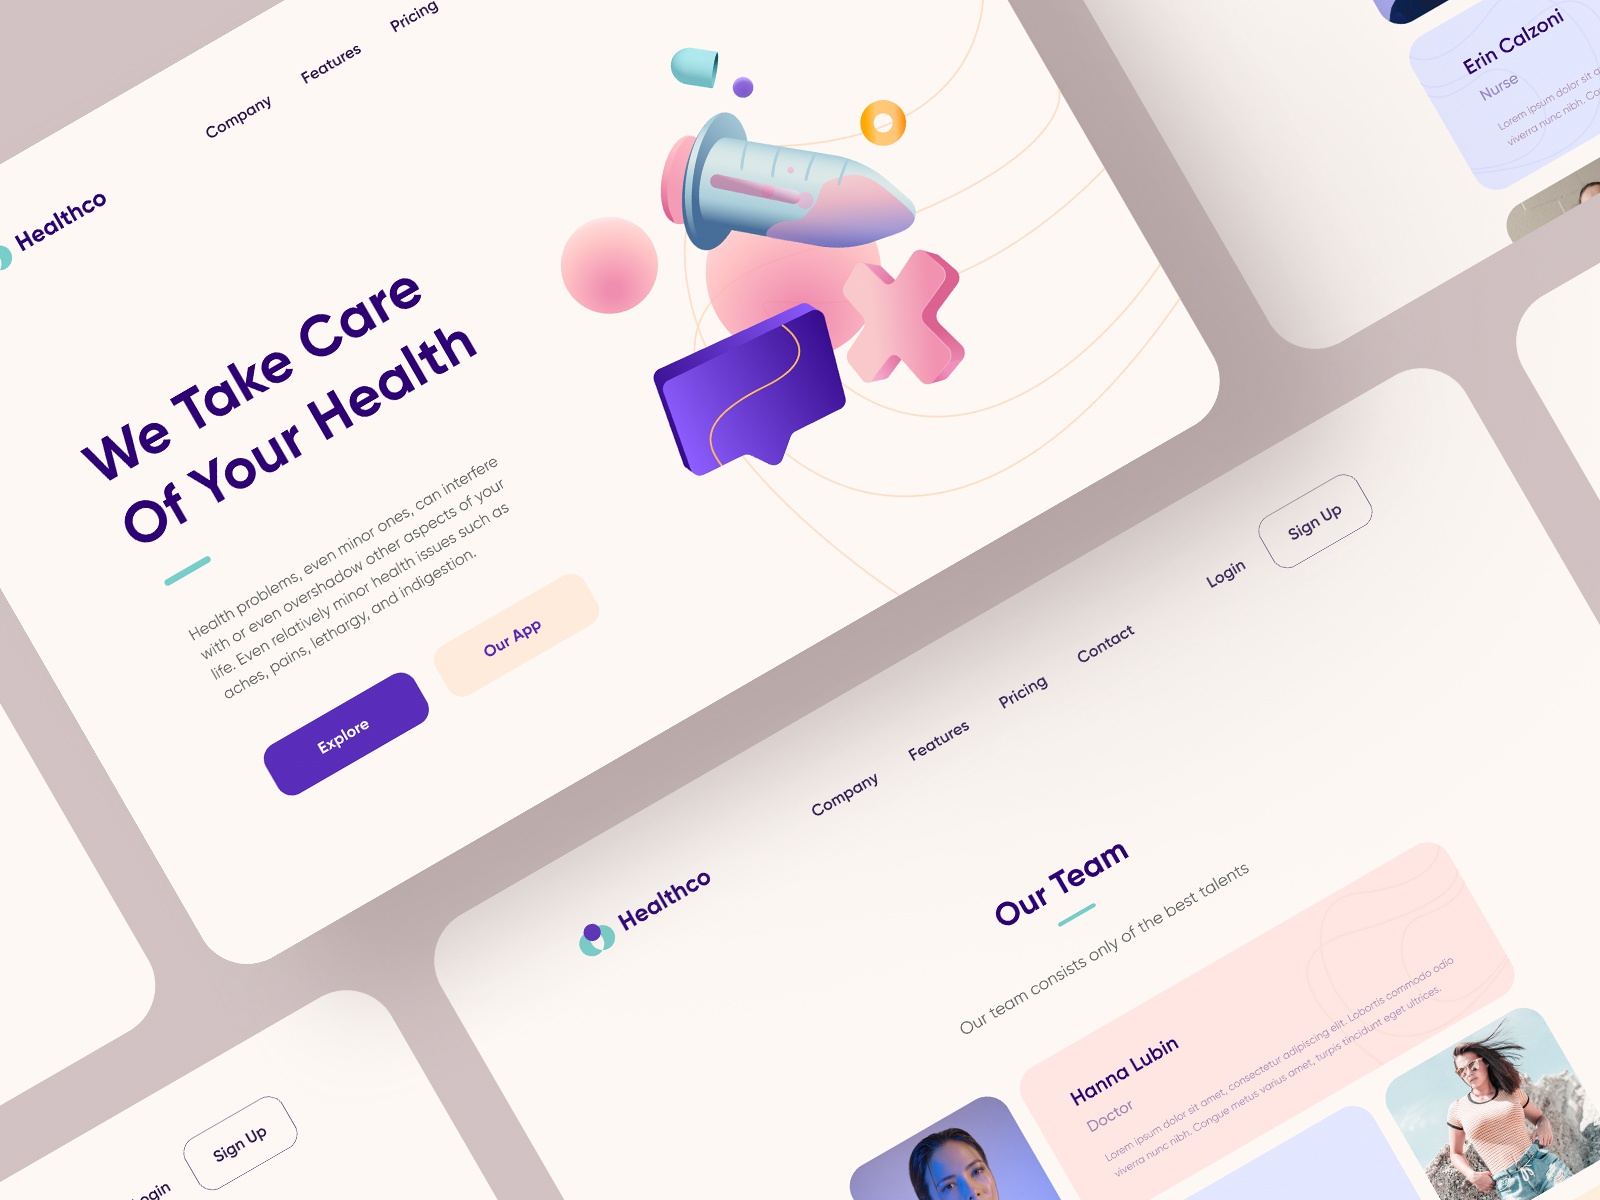 Company
Features
Pricing
Healthco
We Take Care
Of Your Health
Health problems, even minor ones, can interfere
with or even overshadow other aspects of your
life. Even relatively minor health issues such as
aches, pains, lethargy, and indigestion.
Explore
Our App
Erin Calzoni
Nurse
Lorem ipsum dolor sit a
viverra nunc nibh. Co
Healthco
Company
Features
Pricing
Contact
Login
Sign Up
Our Team
Our team consists only of the best talents
Hanna Lubin
Doctor
Lorem ipsum dolor sit amet, consectetur adipiscing elit. Lobortis commodo odio
viverra nunc nibh. Congue metus varius amet, turpis tincidunt eget ultrices.
ogin
Sign Up